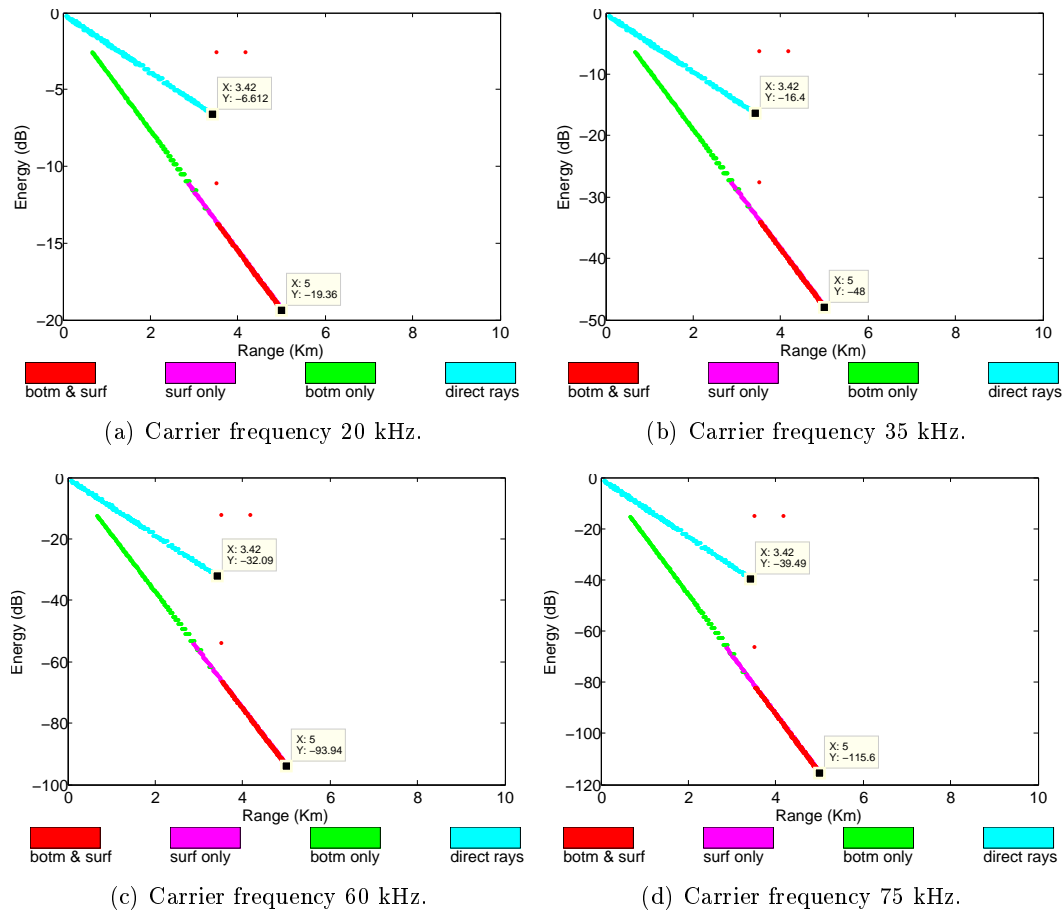 0
−5
−10
−15
−20
Energy (dB)
X: 3.42
Y: −6.612
X: 5
Y: −19.36
0 2 4 6 8 10
Range (Km)
botm & surf surf only botm only direct rays
(a) Carrier frequency 20 kHz.
0
−10
−20
−30
−40
−50
Energy (dB)
X: 3.42
Y: −16.4
X: 5
Y: −48
0 2 4 6 8 10
Range (Km)
botm & surf surf only botm only direct rays
(b) Carrier frequency 35 kHz.
0
−20
−40
−60
−80
−100
Energy (dB)
X: 3.42
Y: −32.09
X: 5
Y: −93.94
0 2 4 6 8 10
Range (Km)
botm & surf surf only botm only direct rays
(c) Carrier frequency 60 kHz.
0
−20
−40
−60
−80
−100
−120
Energy (dB)
X: 3.42
Y: −39.49
X: 5
Y: −115.6
0 2 4 6 8 10
Range (Km)
botm & surf surf only botm only direct rays
(d) Carrier frequency 75 kHz.